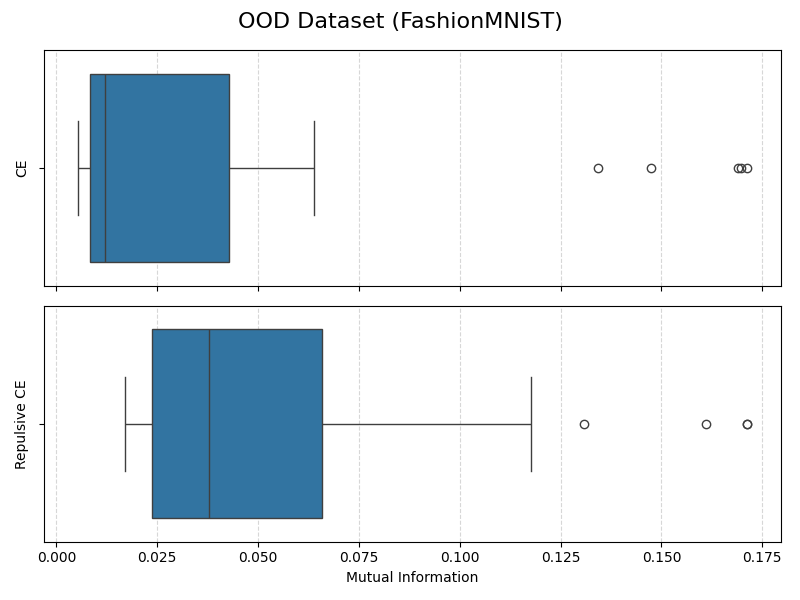 OOD Dataset (FashionMNIST)
CE
Repulsive CE
0.000 0.025 0.050 0.075 0.100 0.125 0.150 0.175
Mutual Information